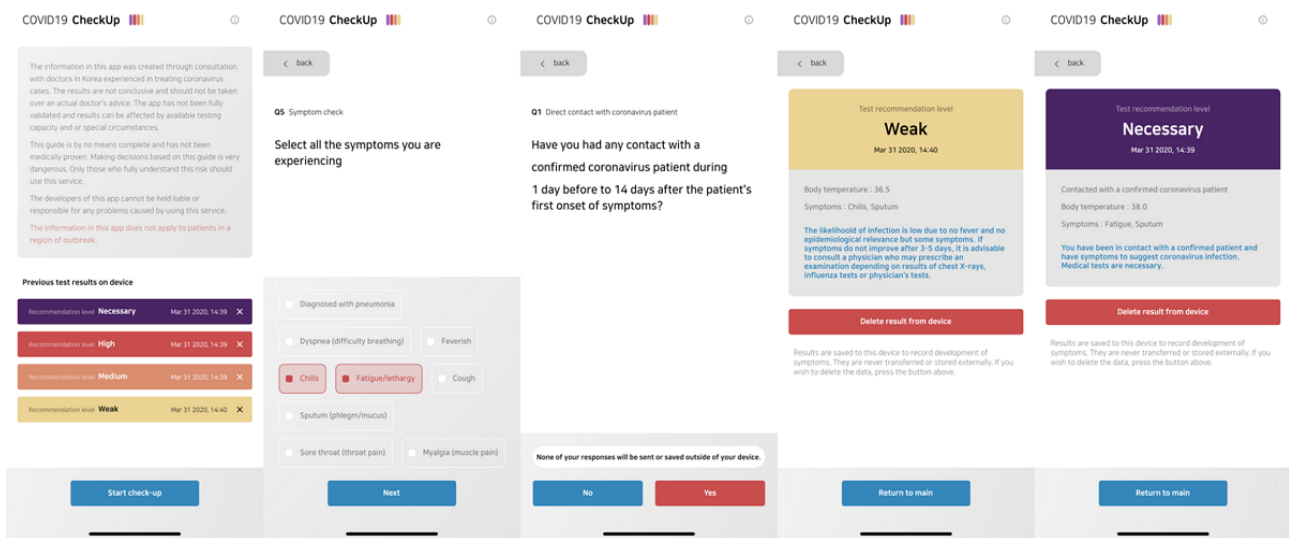 COVID19 CheckUp
The information in this app was created through consultation
with doctors in Korea experienced in treating coronavirus
cases. The results are not conclusive and should not be taken
over an actual doctor's advice. The app has not been fully
validated and results can be affected by available testing
capacity and or special circumstances.
This guide is by no means complete and has not been
medically proven. Making decisions based on this guide is very
dangerous. Only those who fully understand this risk should
use this service.
The developers of this app cannot be held liable or
responsible for any problems caused by using this service.
The information in this app does not apply to patients in a
region of outbreak.
Previous test results on device
Recommendation level Necessary Mar 31 2020, 14:39 ✕
Recommendation level High Mar 31 2020, 14:39 ✕
Recommendation level Medium Mar 31 2020, 14:39 ✕
Recommendation level Weak Mar 31 2020, 14:40 ✕
Start check-up
COVID19 CheckUp
back
Q5 Symptom check
Select all the symptoms you are
experiencing
Diagnosed with pneumonia
Dyspnea (difficulty breathing) Feverish
Chills Fatigue/lethargy Cough
Sputum (phlegm/mucus)
Sore throat (throat pain) Myalgia (muscle pain)
Next
COVID19 CheckUp
back
Q1 Direct contact with coronavirus patient
Have you had any contact with a
confirmed coronavirus patient during
1 day before to 14 days after the patient's
first onset of symptoms?
None of your responses will be sent or saved outside of your device.
No Yes
COVID19 CheckUp
back
Test recommendation level
Weak
Mar 31 2020, 14:40
Body temperature : 36.5
Symptoms : Chills, Sputum
The likelihoold of infection is low due to no fever and no
epidemiological relevance but some symptoms. If
symptoms do not improve after 3-5 days, it is advisable
to consult a physician who may prescribe an
examination depending on results of chest X-rays,
influenza tests or physician's tests.
Delete result from device
Results are saved to this device to record development of
symptoms. They are never transferred or stored externally. If you
wish to delete the data, press the button above.
Return to main
COVID19 CheckUp
back
Test recommendation level
Necessary
Mar 31 2020, 14:39
Contacted with a confirmed coronavirus patient
Body temperature : 38.0
Symptoms : Fatigue, Sputum
You have been in contact with a confirmed patient and
have symptoms to suggest coronavirus infection.
Medical tests are necessary.
Delete result from device
Results are saved to this device to record development of
symptoms. They are never transferred or stored externally. If you
wish to delete the data, press the button above.
Return to main